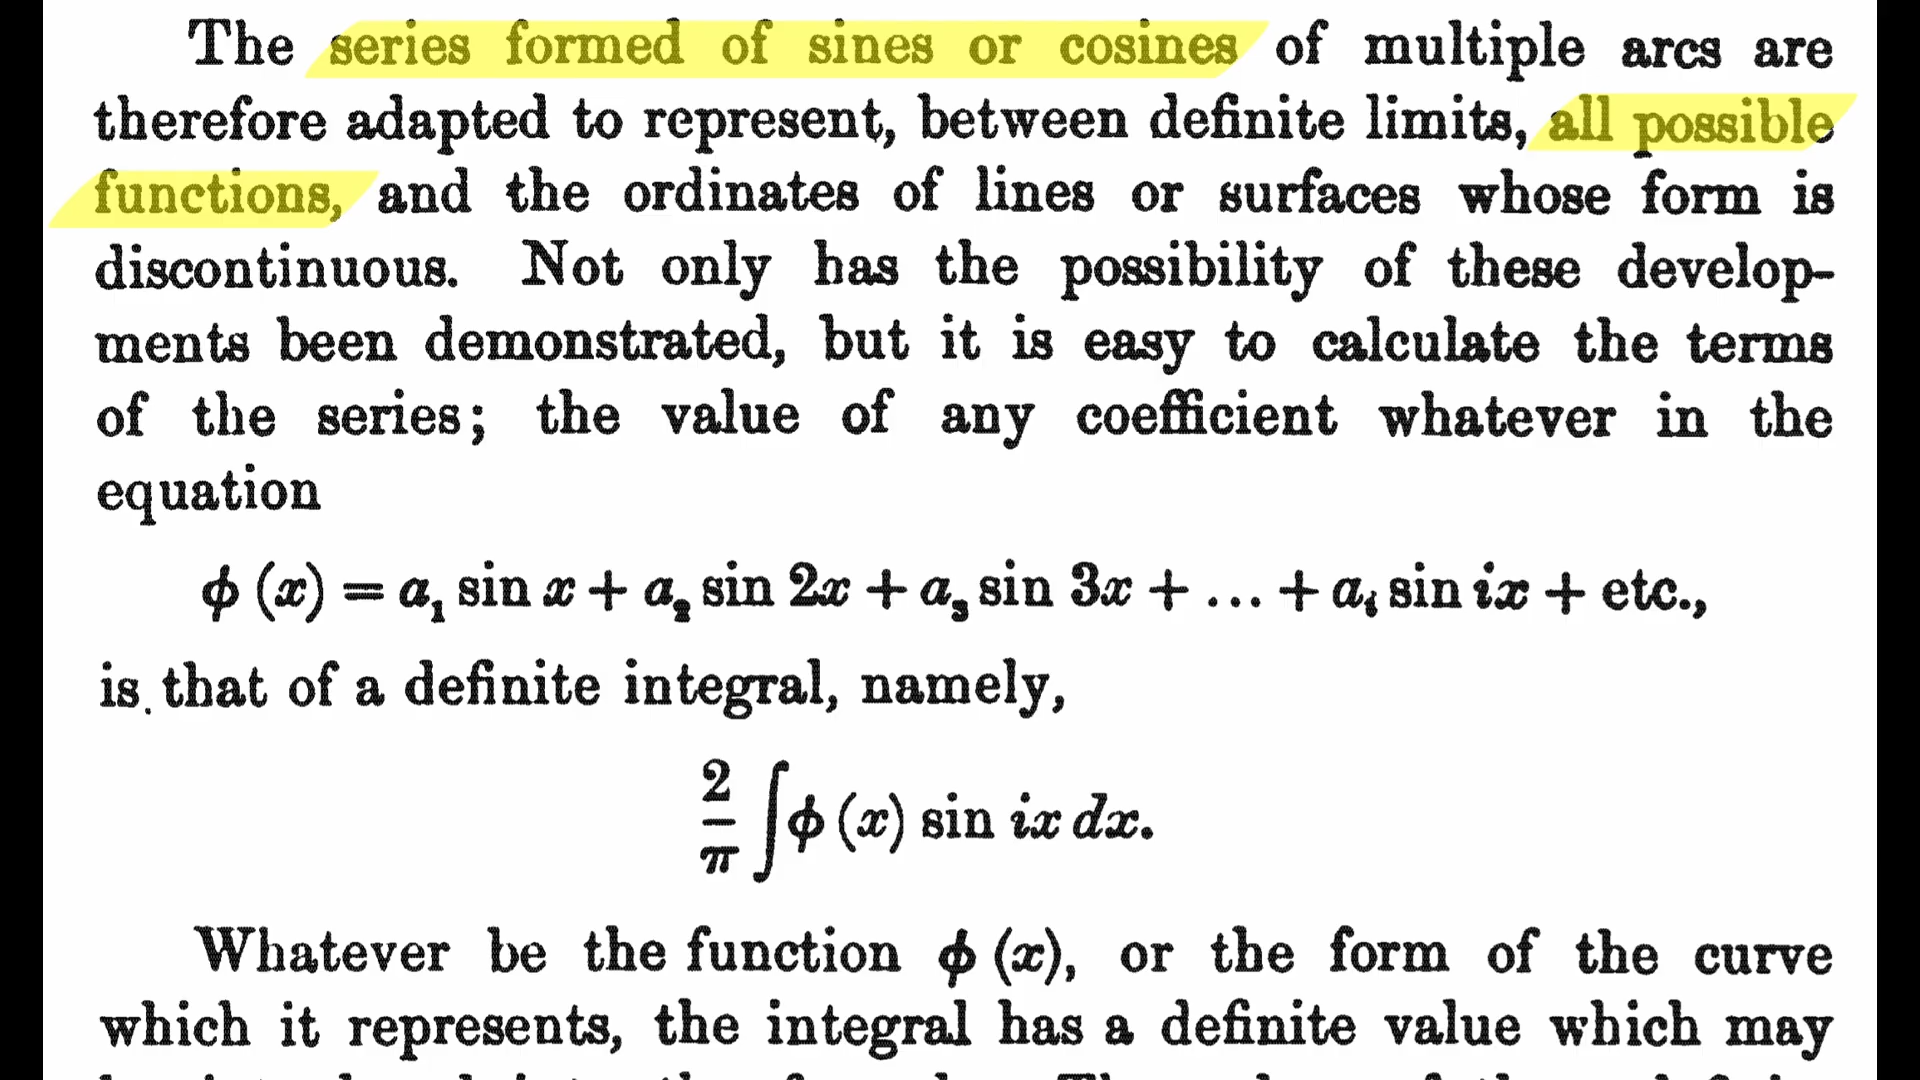 The series formed of sines or cosines of multiple arcs are
therefore adapted to represent, between definite limits, all possible
functions, and the ordinates of lines or surfaces whose form is
discontinuous. Not only has the possibility of these develop-
ments been demonstrated, but it is easy to calculate the terms
of the series; the value of any coefficient whatever in the
equation
ϕ (x) = a₁ sin x + a₂ sin 2x + a₃ sin 3x + ... + aᵢ sin ix + etc.,
is that of a definite integral, namely,
2/π ∫ϕ (x) sin ix dx.
Whatever be the function ϕ (x), or the form of the curve
which it represents, the integral has a definite value which may